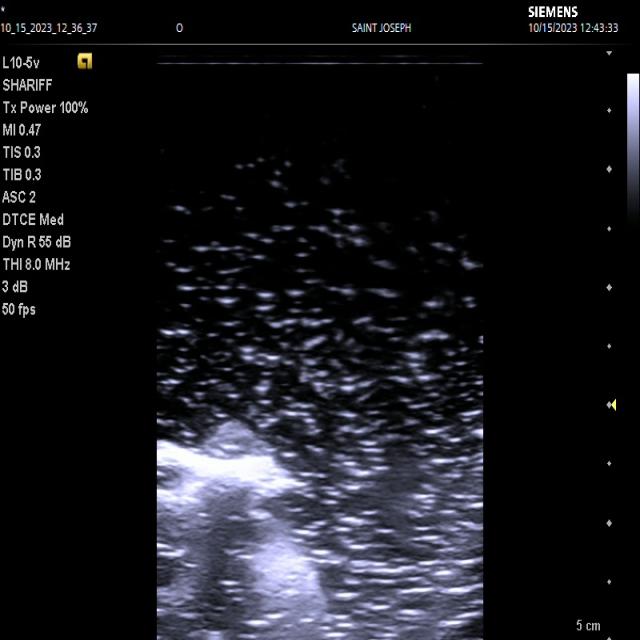 *
SIEMENS
10_15_2023_12_36_37 O SAINT JOSEPH 10/15/2023 12:43:33
L10-5v
SHARIFF
Tx Power 100%
MI 0.47
TIS 0.3
TIB 0.3
ASC 2
DTCE Med
Dyn R 55 dB
THI 8.0 MHz
3 dB
50 fps
5 cm